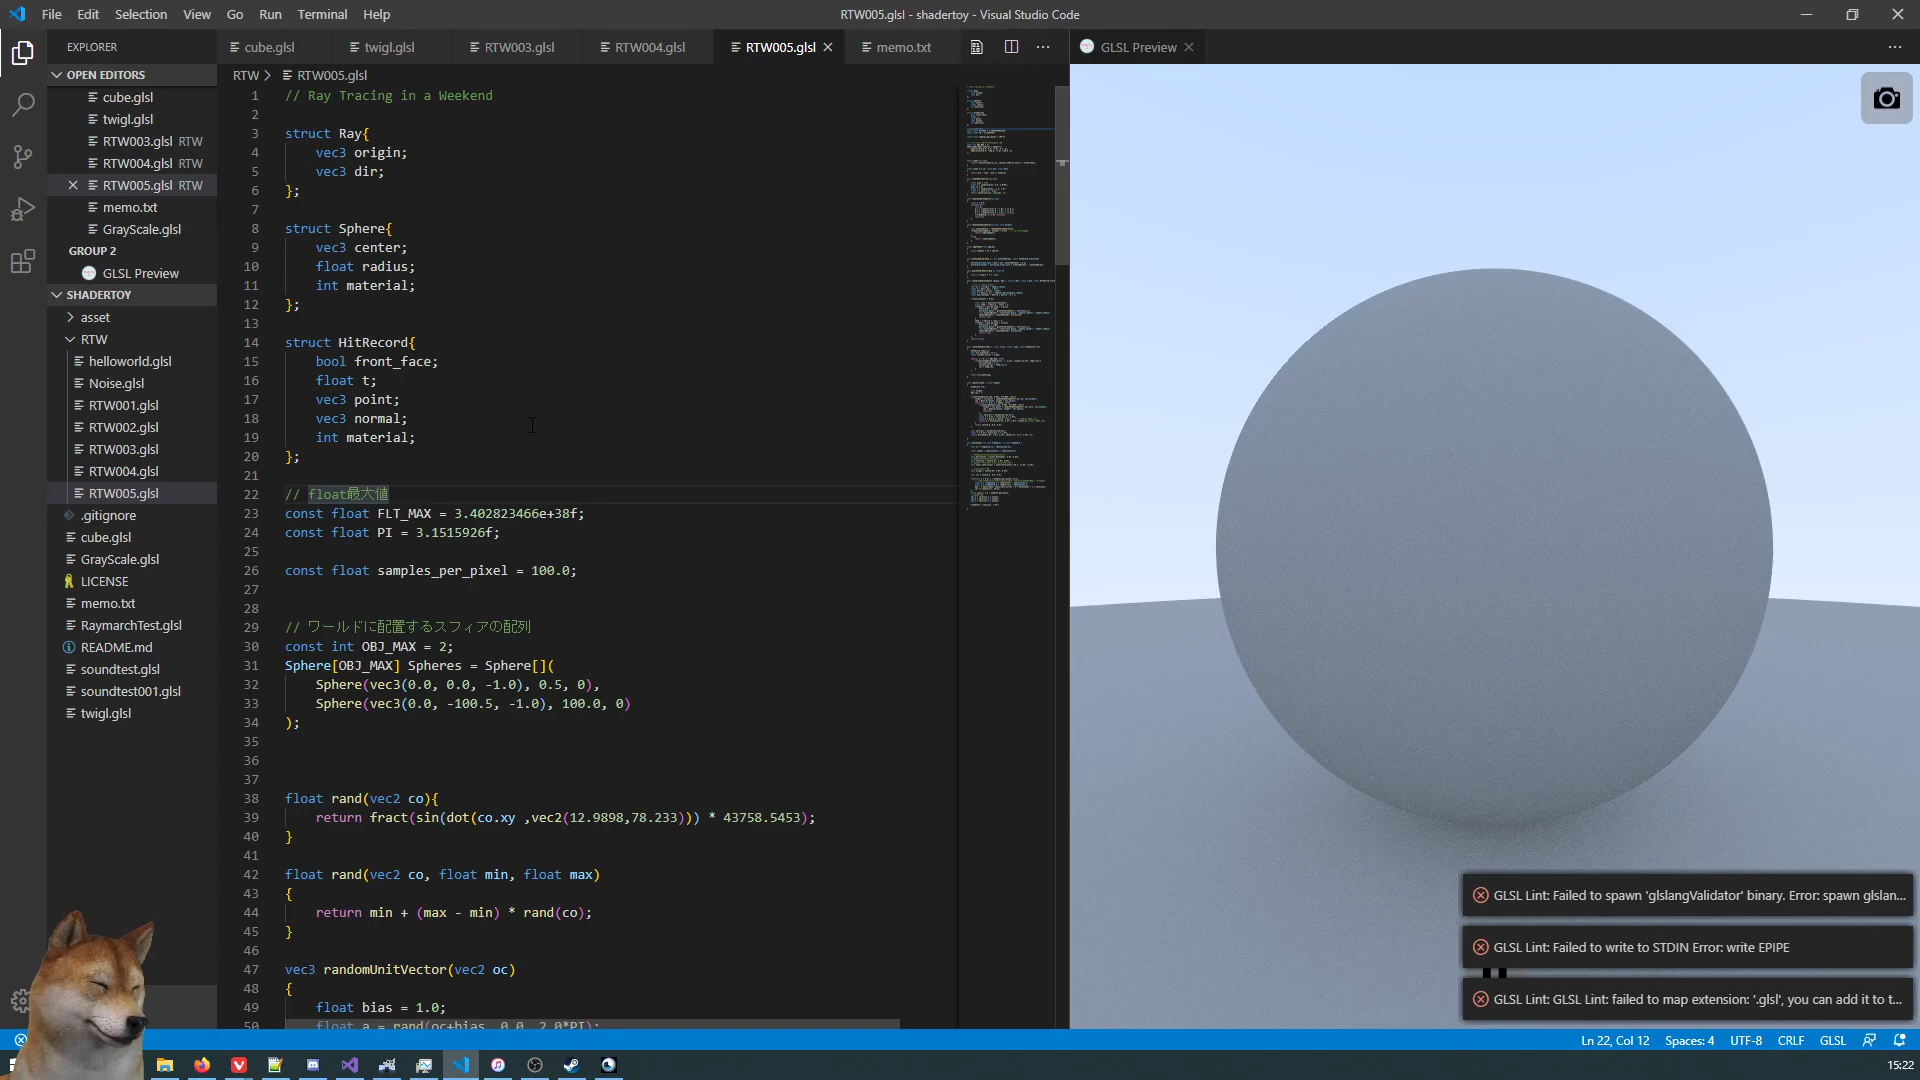 File Edit Selection View Go Run Terminal Help
RTW005.glsl - shadertoy - Visual Studio Code
EXPLORER
OPEN EDITORS
cube.glsl
twigl.glsl
RTW003.glsl RTW
RTW004.glsl RTW
RTW005.glsl RTW
memo.txt
GrayScale.glsl
GROUP 2
GLSL Preview
SHADERTOY
asset
RTW
helloworld.glsl
Noise.glsl
RTW001.glsl
RTW002.glsl
RTW003.glsl
RTW004.glsl
RTW005.glsl
.gitignore
cube.glsl
GrayScale.glsl
LICENSE
memo.txt
RaymarchTest.glsl
README.md
soundtest.glsl
soundtest001.glsl
twigl.glsl
cube.glsl twigl.glsl RTW003.glsl RTW004.glsl RTW005.glsl memo.txt
RTW RTW005.glsl
1 // Ray Tracing in a Weekend
2
3 struct Ray{
4 vec3 origin;
5 vec3 dir;
6 };
7
8 struct Sphere{
9 vec3 center;
10 float radius;
11 int material;
12 };
13
14 struct HitRecord{
15 bool front_face;
16 float t;
17 vec3 point;
18 vec3 normal;
19 int material;
20 };
21
22 // float最大値
23 const float FLT_MAX = 3.402823466e+38f;
24 const float PI = 3.1515926f;
25
26 const float samples_per_pixel = 100.0;
27
28
29 // ワールドに配置するスフィアの配列
30 const int OBJ_MAX = 2;
31 Sphere[OBJ_MAX] Spheres = Sphere[](
32 Sphere(vec3(0.0, 0.0, -1.0), 0.5, 0),
33 Sphere(vec3(0.0, -100.5, -1.0), 100.0, 0)
34 );
35
36
37
38 float rand(vec2 co){
39 return fract(sin(dot(co.xy ,vec2(12.9898,78.233))) * 43758.5453);
40 }
41
42 float rand(vec2 co, float min, float max)
43 {
44 return min + (max - min) * rand(co);
45 }
46
47 vec3 randomUnitVector(vec2 oc)
48 {
49 float bias = 1.0;
50 float a = rand(oc+bias, 0.0, 2.0*PI);
GLSL Preview
GLSL Lint: Failed to spawn 'glslangValidator' binary. Error: spawn glslan...
GLSL Lint: Failed to write to STDIN Error: write EPIPE
GLSL Lint: GLSL Lint: failed to map extension: '.glsl', you can add it to t...
Ln 22, Col 12 Spaces: 4 UTF-8 CRLF GLSL
15:22